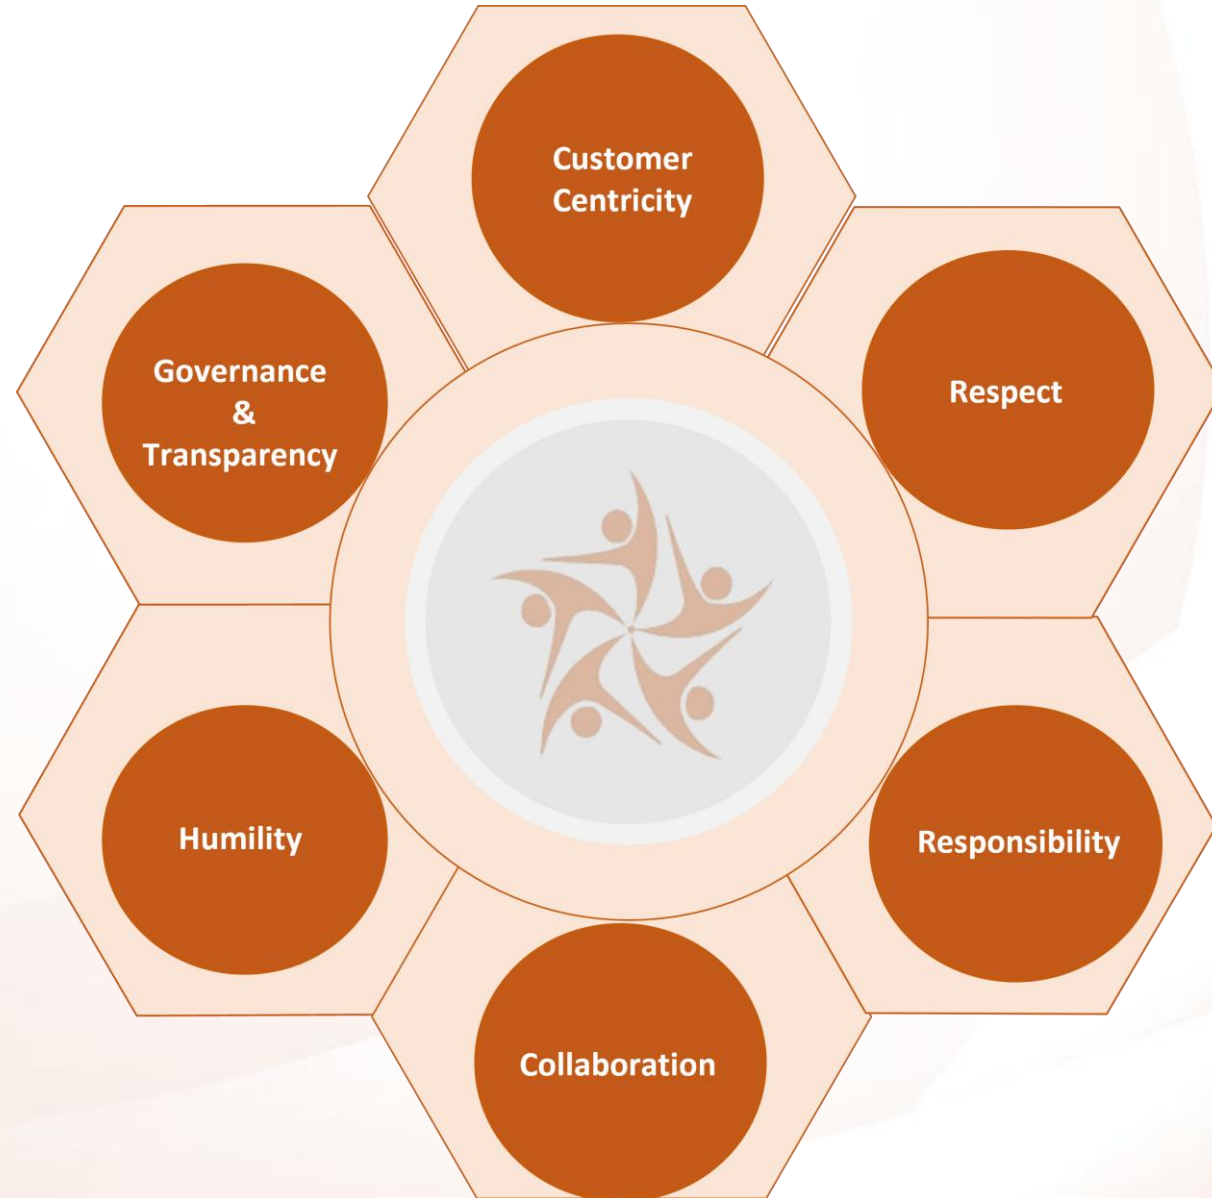 Customer
Centricity
Respect
Responsibility
Collaboration
Humility
Governance
&
Transparency